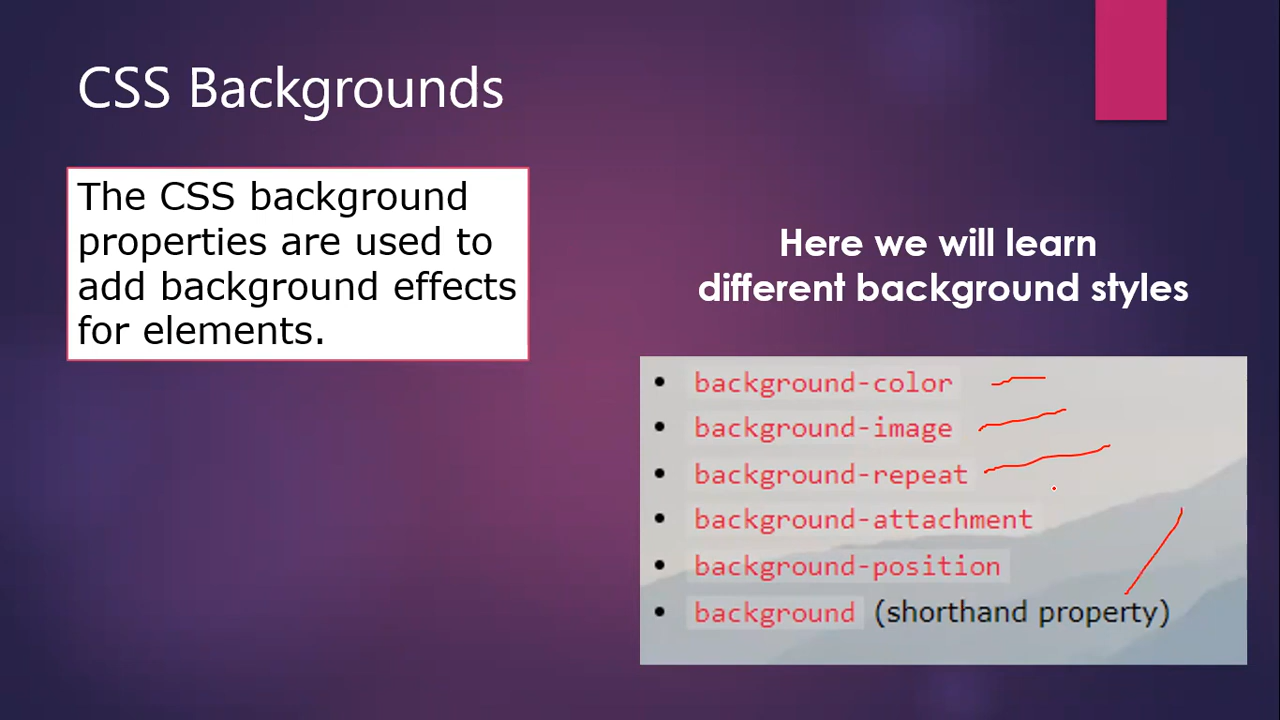 CSS Backgrounds
The CSS background
properties are used to
add background effects
for elements.
Here we will learn
different background styles
• background-color
• background-image
• background-repeat
• background-attachment
• background-position
• background (shorthand property)